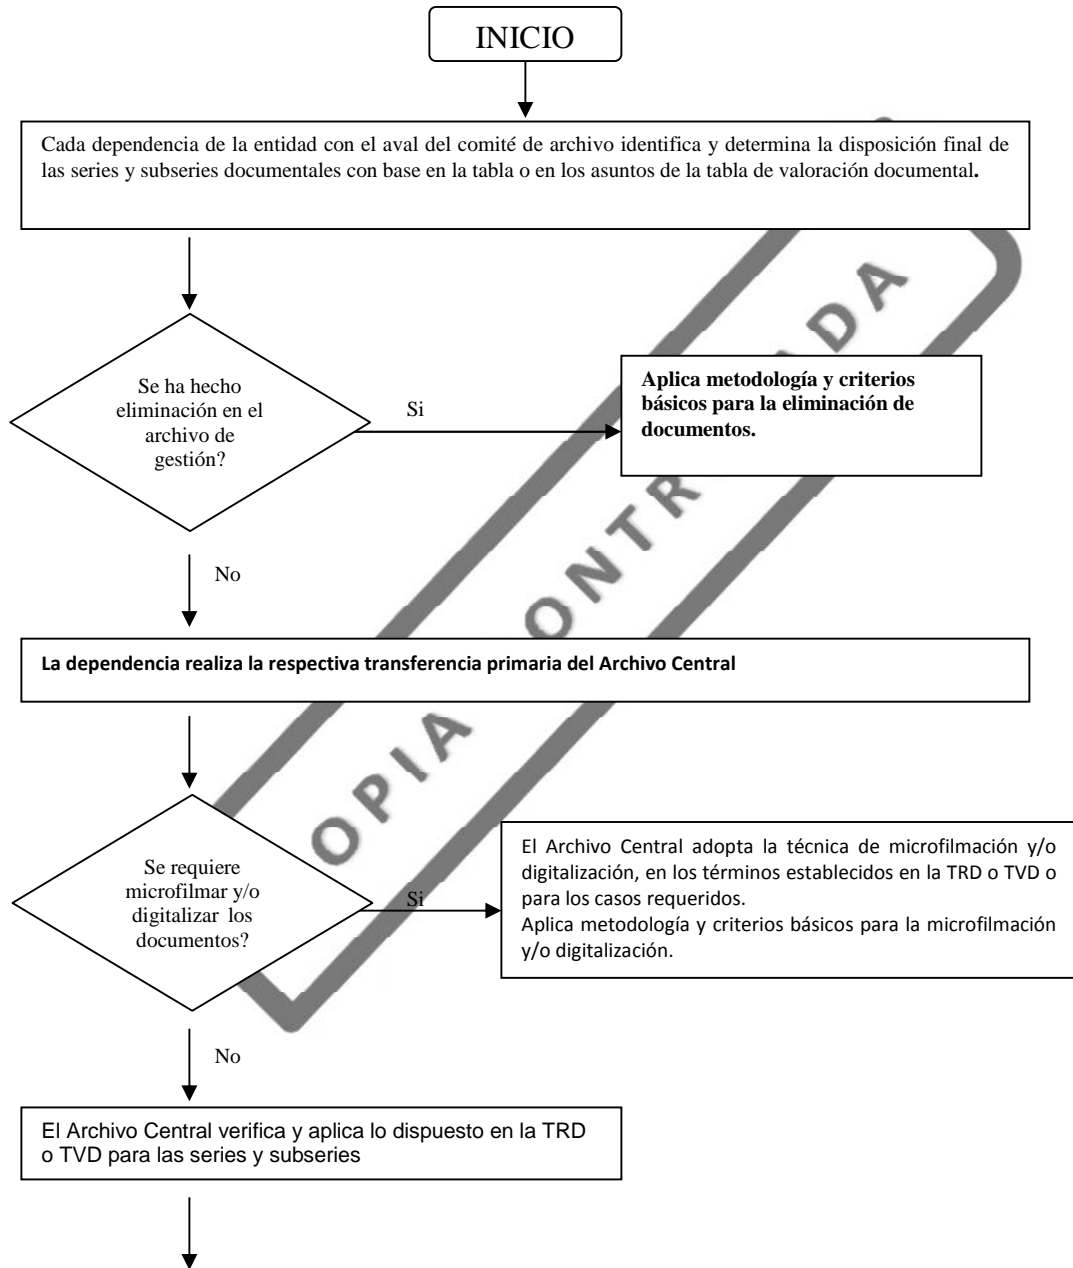 INICIO
Cada dependencia de la entidad con el aval del comité de archivo identifica y determina la disposición final de
las series y subseries documentales con base en la tabla o en los asuntos de la tabla de valoración documental.
Se ha hecho
eliminación en el
archivo de
gestión?
Si
Aplica metodología y criterios
básicos para la eliminación de
documentos.
No
La dependencia realiza la respectiva transferencia primaria del Archivo Central
Se requiere
microfilmar y/o
digitalizar los
documentos?
Si
El Archivo Central adopta la técnica de microfilmación y/o
digitalización, en los términos establecidos en la TRD o TVD o
para los casos requeridos.
Aplica metodología y criterios básicos para la microfilmación
y/o digitalización.
No
El Archivo Central verifica y aplica lo dispuesto en la TRD
o TVD para las series y subseries